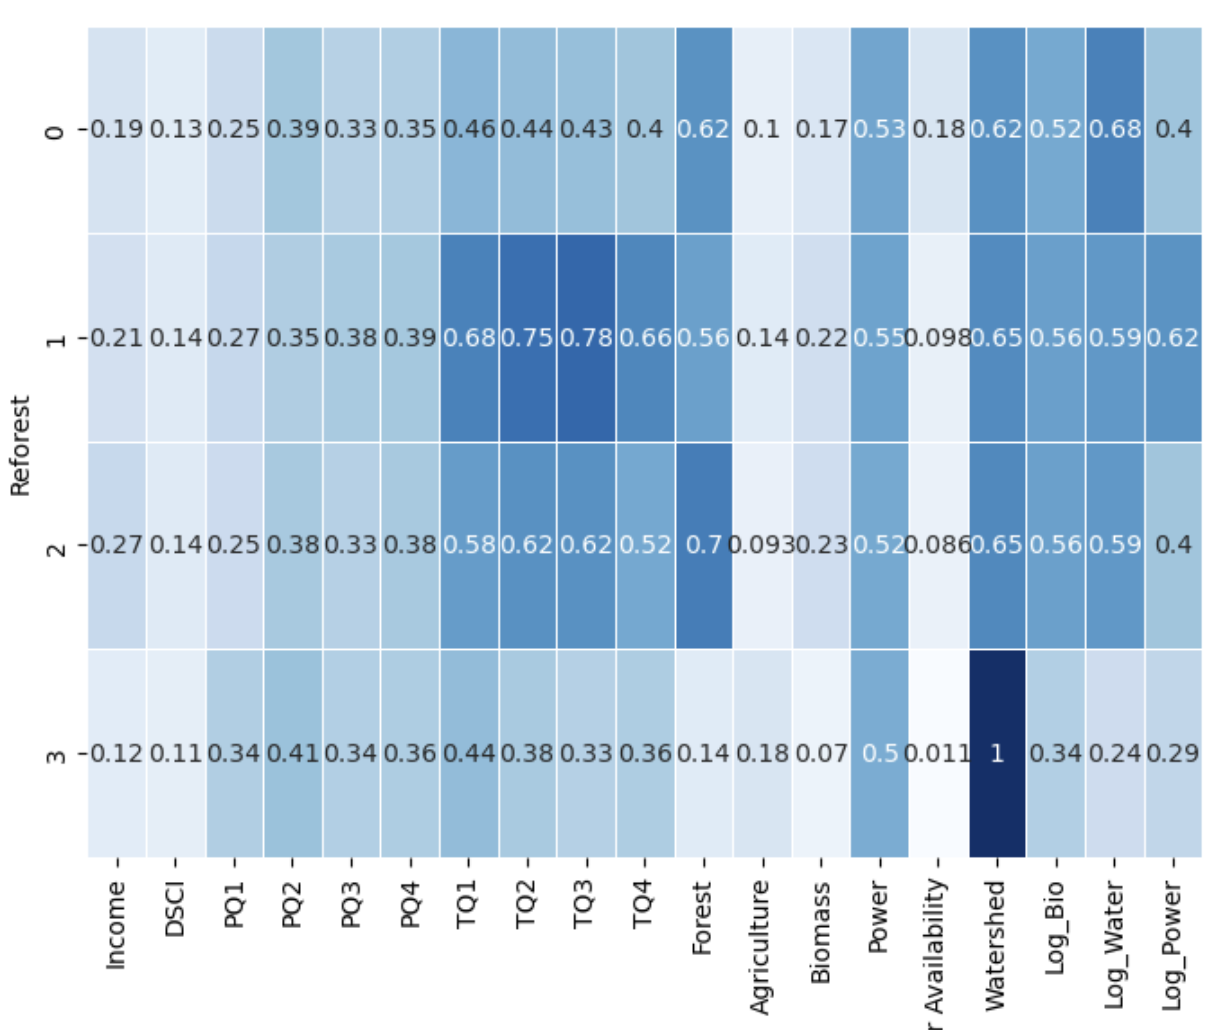 0 0.19 0.13 0.25 0.39 0.33 0.35 0.46 0.44 0.43 0.4 0.62 0.1 0.17 0.53 0.18 0.62 0.52 0.68 0.4
1 0.21 0.14 0.27 0.35 0.38 0.39 0.68 0.75 0.78 0.66 0.56 0.14 0.22 0.55 0.098 0.65 0.56 0.59 0.62
Reforest
2 0.27 0.14 0.25 0.38 0.33 0.38 0.58 0.62 0.62 0.52 0.7 0.093 0.23 0.52 0.086 0.65 0.56 0.59 0.4
3 0.12 0.11 0.34 0.41 0.34 0.36 0.44 0.38 0.33 0.36 0.14 0.18 0.07 0.5 0.011 1 0.34 0.24 0.29
Income DSCI PQ1 PQ2 PQ3 PQ4 TQ1 TQ2 TQ3 TQ4 Forest Agriculture Biomass Power r Availability Watershed Log_Bio Log_Water Log_Power